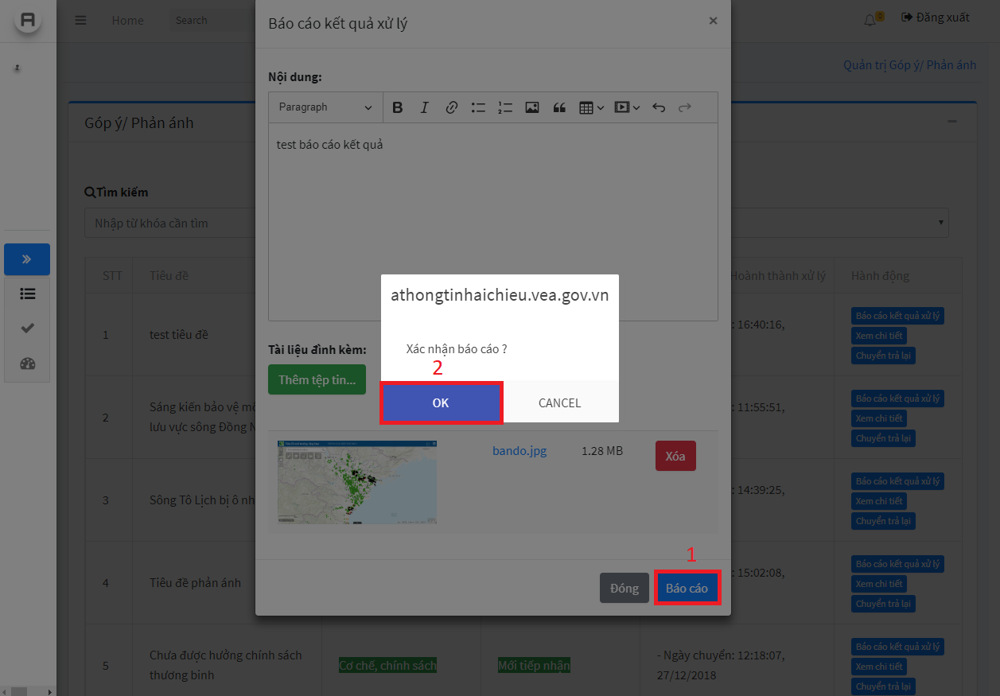 A
Home
Search
0
Đăng xuất
Quản trị Góp ý/ Phản ánh
Báo cáo kết quả xử lý
×
Nội dung:
Paragraph
test báo cáo kết quả
Góp ý/ Phản ánh
Tìm kiếm
Nhập từ khóa cần tìm
athongtinhaichieu.vea.gov.vn
Xác nhận báo cáo ?
2
OK
CANCEL
Tài liệu đình kèm:
Thêm tệp tin...
bando.jpg
1.28 MB
Xóa
1
Đóng
Báo cáo
STT
Tiêu đề
Hoành thành xử lý
Hành động
1
test tiêu đề
: 16:40:16,
Báo cáo kết quả xử lý
Xem chi tiết
Chuyển trả lại
2
Sáng kiến bảo vệ
lưu vực sông Đồng
: 11:55:51,
Báo cáo kết quả xử lý
Xem chi tiết
Chuyển trả lại
3
Sông Tô Lịch bị ô
: 14:39:25,
Báo cáo kết quả xử lý
Xem chi tiết
Chuyển trả lại
4
Tiêu đề phản ánh
: 15:02:08,
Báo cáo kết quả xử lý
Xem chi tiết
Chuyển trả lại
5
Chưa được hưởng chính sách
thương binh
Cơ chế, chính sách
Mới tiếp nhận
- Ngày chuyển: 12:18:07,
27/12/2018
Báo cáo kết quả xử lý
Xem chi tiết
Chuyển trả lại